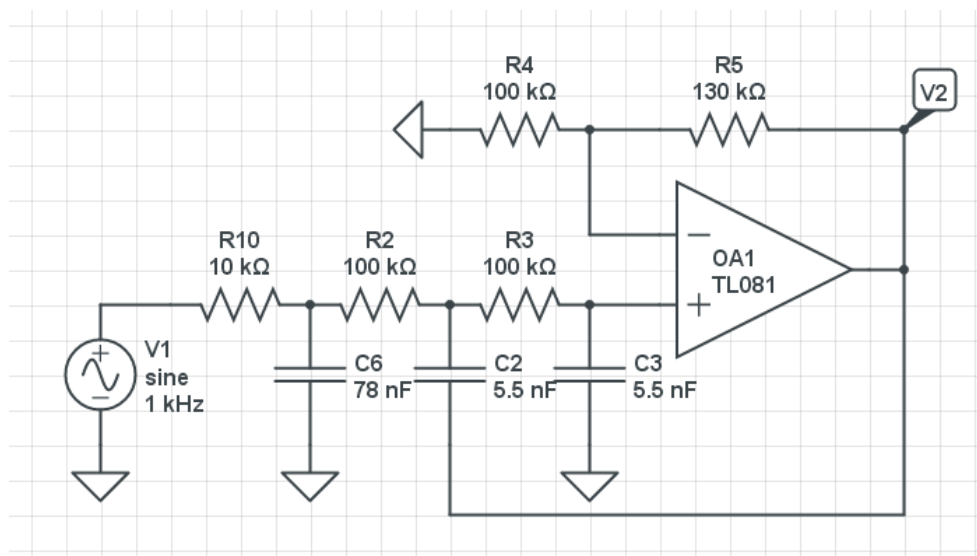 R4
100 kΩ
R5
130 kΩ
V2
R10
10 kΩ
R2
100 kΩ
R3
100 kΩ
OA1
TL081
V1
sine
1 kHz
C6
78 nF
C2
5.5 nF
C3
5.5 nF